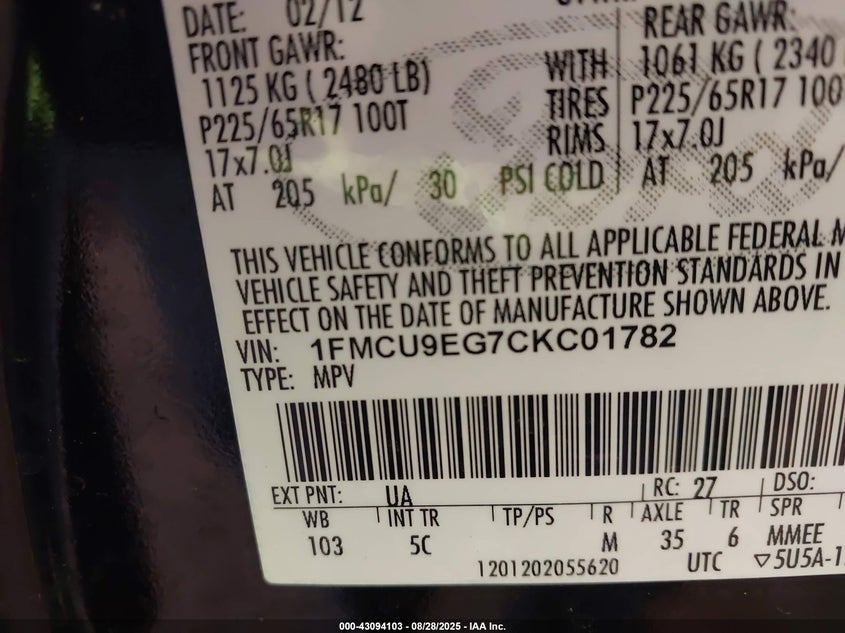 DATE: 02/12
FRONT GAWR:
1125 KG ( 2480 LB)
P225/65R17 100T
17x7.0J
AT 205 kPa/ 30 PSI COLD
WITH
TIRES
RIMS
REAR GAWR:
1061 KG ( 2340
P225/65R17 100
17x7.0J
AT 205 kPa/
THIS VEHICLE CONFORMS TO ALL APPLICABLE FEDERAL M
VEHICLE SAFETY AND THEFT PREVENTION STANDARDS IN
EFFECT ON THE DATE OF MANUFACTURE SHOWN ABOVE.
VIN: 1FMCU9EG7CKC01782
TYPE: MPV
EXT PNT: UA RC: 27 DSO:
WB INT TR TP/PS R AXLE TR SPR
103 5C M 35 6 MMEE
1201202055620 UTC ▽5U5A-1
000-43094103 - 08/28/2025 - IAA Inc.